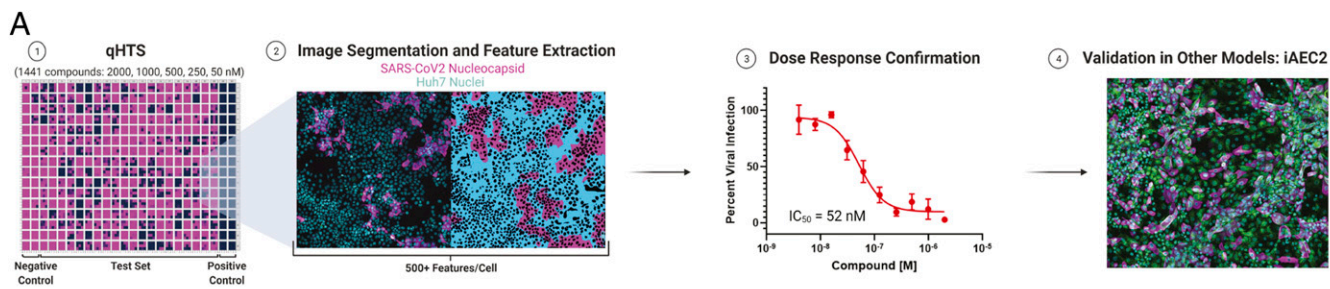 A
1 qHTS
(1441 compounds: 2000, 1000, 500, 250, 50 nM)
Negative Control
Test Set
Positive Control
2 Image Segmentation and Feature Extraction
SARS-CoV2 Nucleocapsid
Huh7 Nuclei
500+ Features/Cell
3 Dose Response Confirmation
Percent Viral Infection
100
50
0
IC50 = 52 nM
10-9
10-8
10-7
10-6
10-5
Compound [M]
4 Validation in Other Models: iAEC2